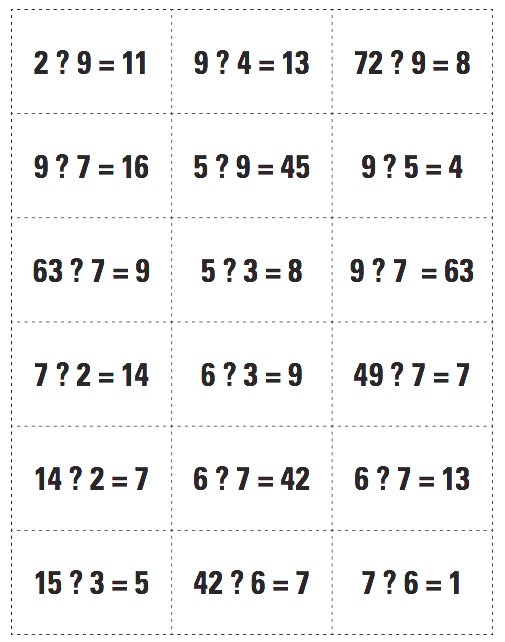 2 ? 9 = 11
9 ? 4 = 13
72 ? 9 = 8
9 ? 7 = 16
5 ? 9 = 45
9 ? 5 = 4
63 ? 7 = 9
5 ? 3 = 8
9 ? 7 = 63
7 ? 2 = 14
6 ? 3 = 9
49 ? 7 = 7
14 ? 2 = 7
6 ? 7 = 42
6 ? 7 = 13
15 ? 3 = 5
42 ? 6 = 7
7 ? 6 = 1